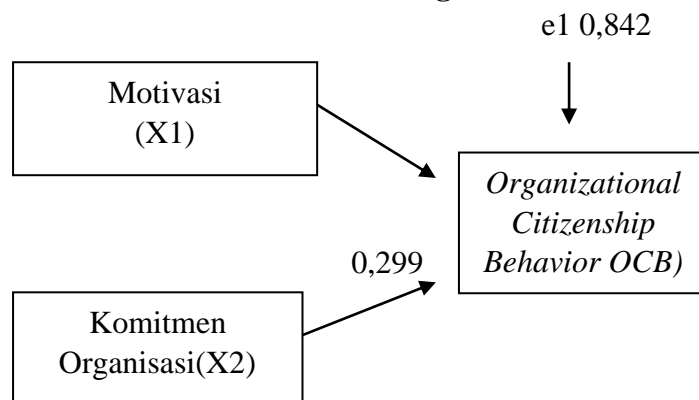 e1 0,842
Motivasi
(X1)
Organizational
Citizenship
Behavior OCB)
0,299
Komitmen
Organisasi(X2)